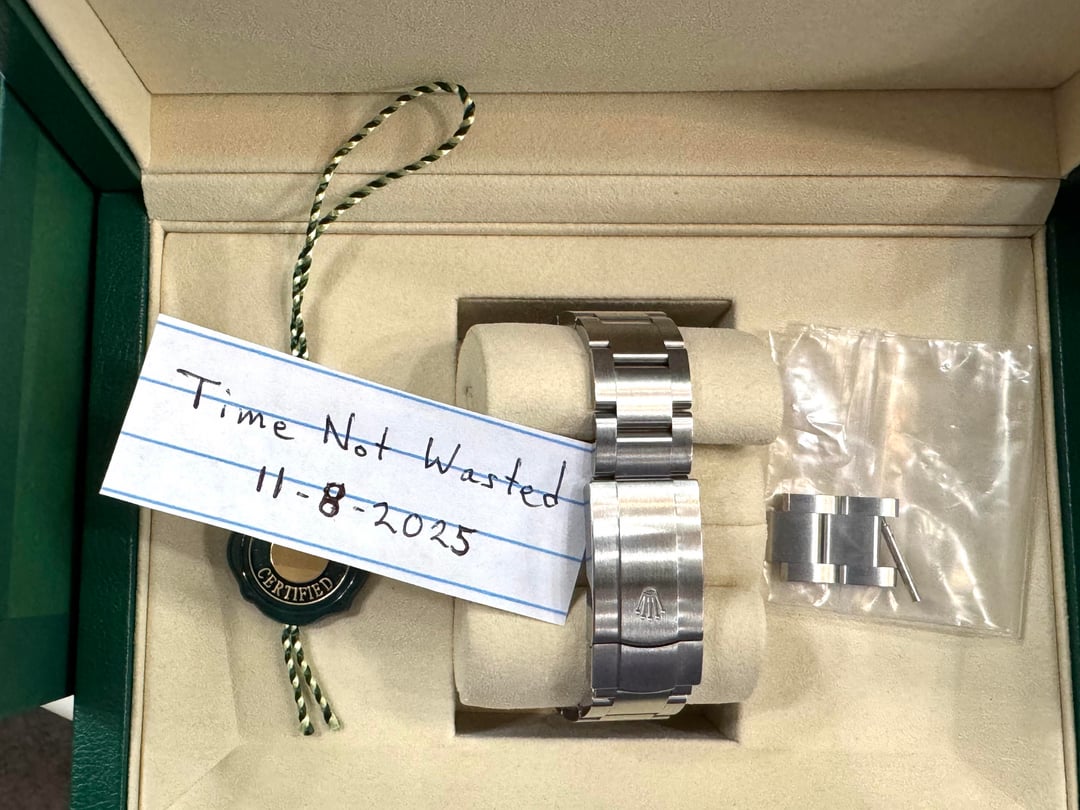 Time Not Wasted
11-8-2025
CERTIFIED